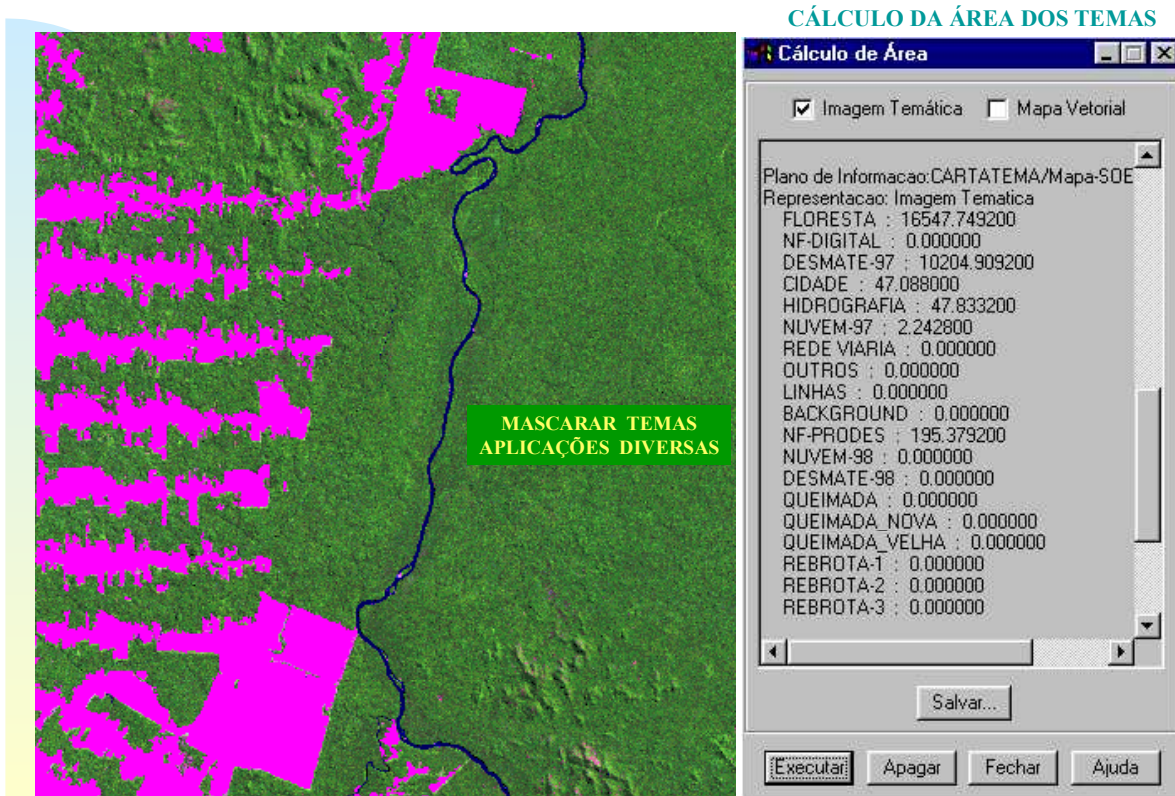 CÁLCULO DA ÁREA DOS TEMAS
Cálculo de Área
Imagem Temática Mapa Vetorial
Plano de Informacao:CARTATEMA/Mapa-SOE
Representacao: Imagem Tematica
FLORESTA : 16547.749200
NF-DIGITAL : 0.000000
DESMATE-97 : 10204.909200
CIDADE : 47.088000
HIDROGRAFIA : 47.833200
NUVEM-97 : 2.242800
REDE VIARIA : 0.000000
OUTROS : 0.000000
LINHAS : 0.000000
BACKGROUND : 0.000000
NF-PRODES : 195.379200
NUVEM-98 : 0.000000
DESMATE-98 : 0.000000
QUEIMADA : 0.000000
QUEIMADA_NOVA : 0.000000
QUEIMADA_VELHA : 0.000000
REBROTA-1 : 0.000000
REBROTA-2 : 0.000000
REBROTA-3 : 0.000000
Salvar...
Executar Apagar Fechar Ajuda
MASCARAR TEMAS
APLICAÇÕES DIVERSAS